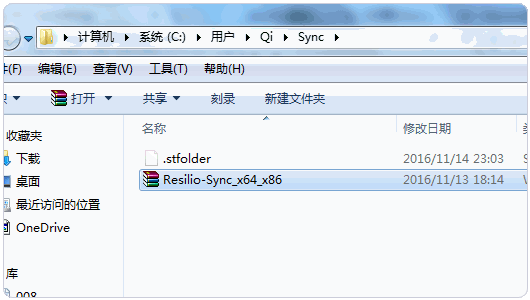 计算机 系统 (C:) 用户 Qi Sync
(F) 编辑(E) 查看(V) 工具(T) 帮助(H)
打开 共享 刻录 新建文件夹
收藏夹
下载
桌面
最近访问的位置
OneDrive
库
名称 修改日期
.stfolder 2016/11/14 23:03
Resilio-Sync_x64_x86 2016/11/13 18:14